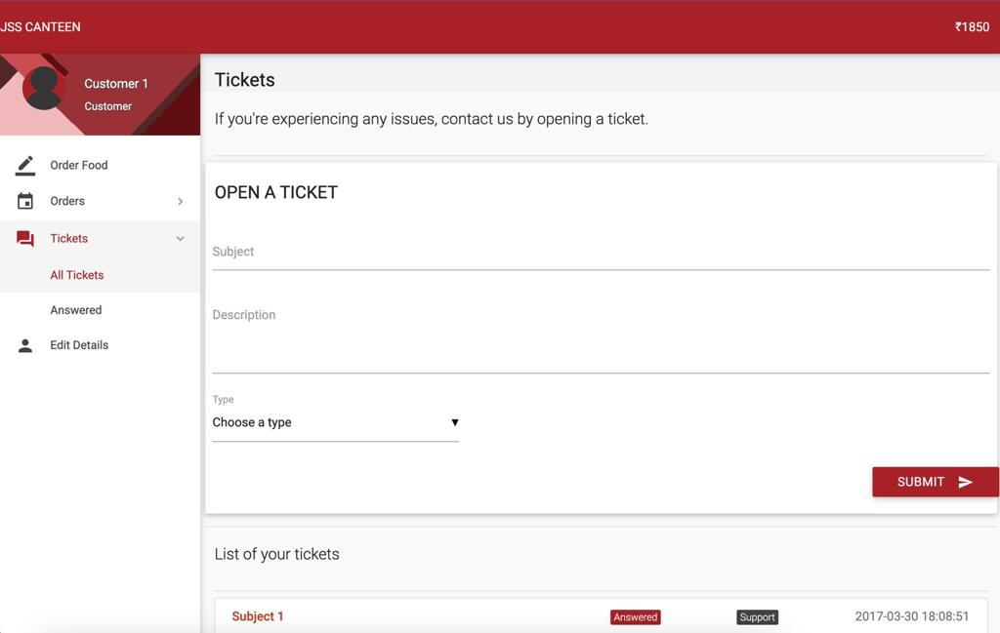 JSS CANTEEN
₹1850
Customer 1
Customer
Order Food
Orders
Tickets
All Tickets
Answered
Edit Details
Tickets
If you're experiencing any issues, contact us by opening a ticket.
OPEN A TICKET
Subject
Description
Type
Choose a type
SUBMIT
List of your tickets
Subject 1 Answered Support 2017-03-30 18:08:51